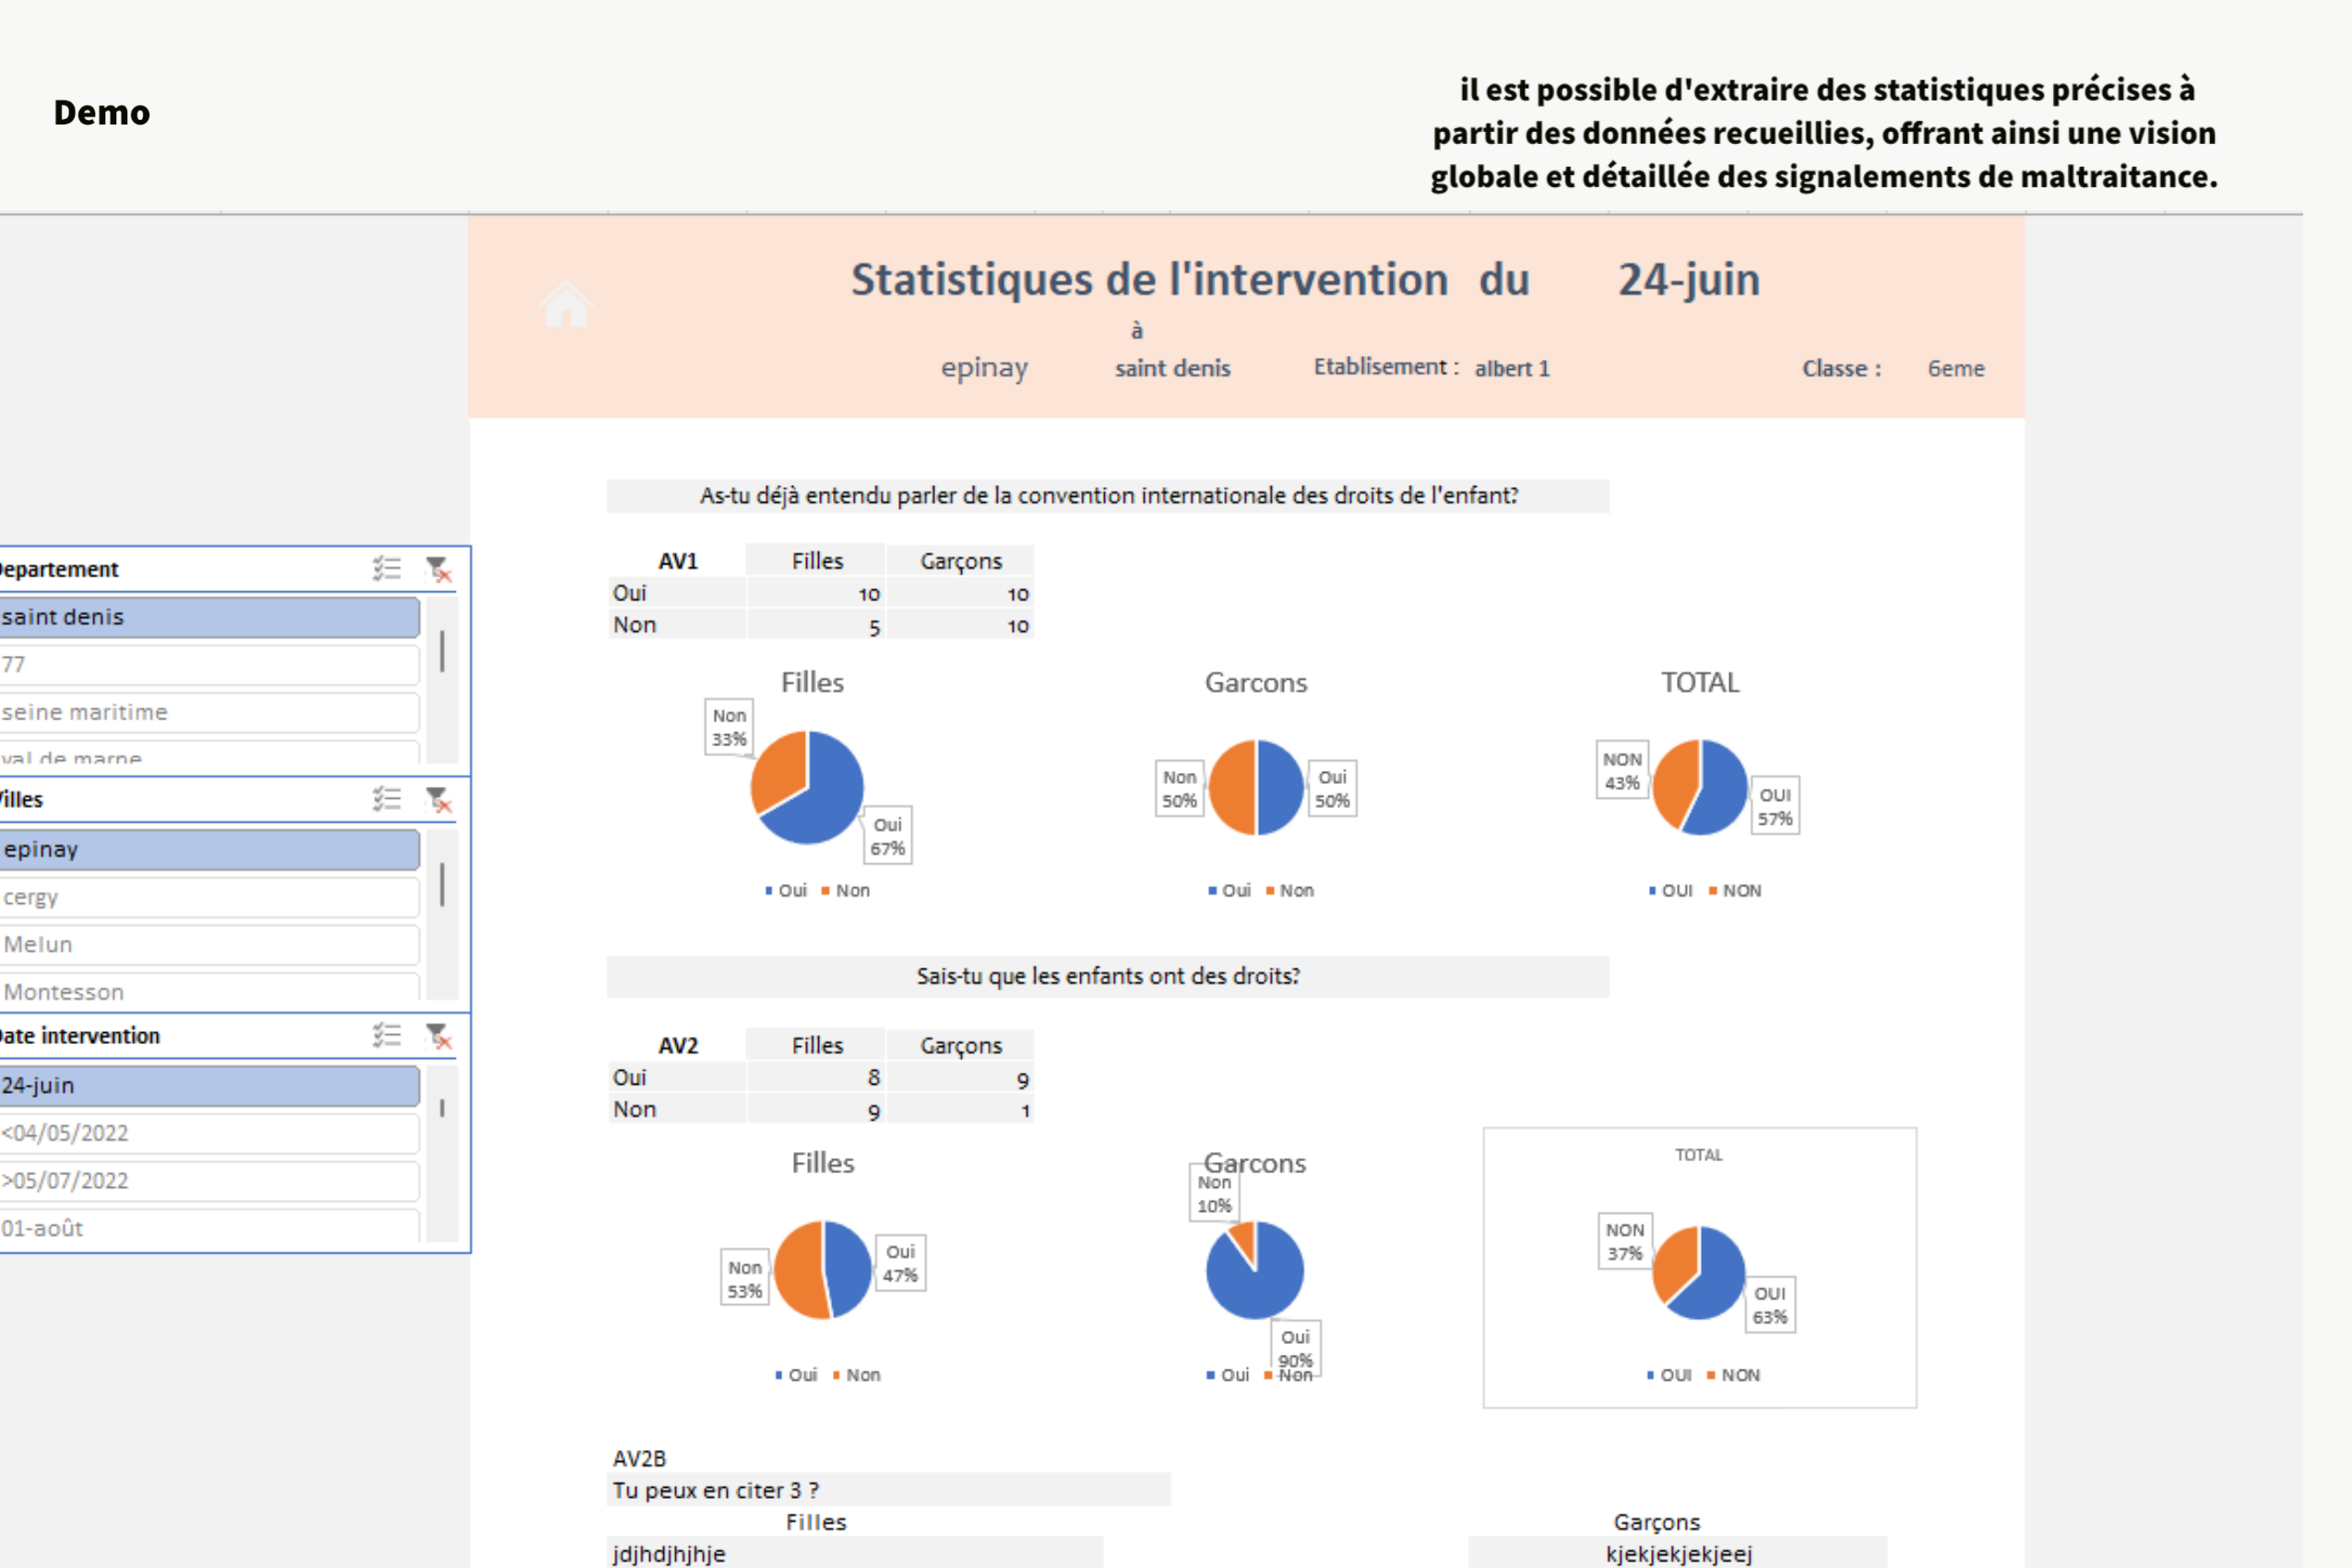 Demo
il est possible d'extraire des statistiques précises à
partir des données recueillies, offrant ainsi une vision
globale et détaillée des signalements de maltraitance.
Statistiques de l'intervention du 24-juin
à
epinay saint denis Etablisement : albert 1 Classe : 6eme
As-tu déjà entendu parler de la convention internationale des droits de l'enfant?
AV1 Filles Garçons
Oui 10 10
Non 5 10
Filles
Non
33%
Oui
67%
Oui Non
Garcons
Non
50%
Oui
50%
Oui Non
TOTAL
NON
43%
OUI
57%
OUI NON
epartement
saint denis
77
seine maritime
val de marne
illes
epinay
cergy
Melun
Montesson
ate intervention
24-juin
<04/05/2022
>05/07/2022
01-août
Sais-tu que les enfants ont des droits?
AV2 Filles Garçons
Oui 8 9
Non 9 1
Filles
Non
53%
Oui
47%
Oui Non
Garcons
Non
10%
Oui
90%
Oui Non
TOTAL
NON
37%
OUI
63%
OUI NON
AV2B
Tu peux en citer 3 ?
Filles Garçons
jdjhdjhjhje kjekjekjekjeej